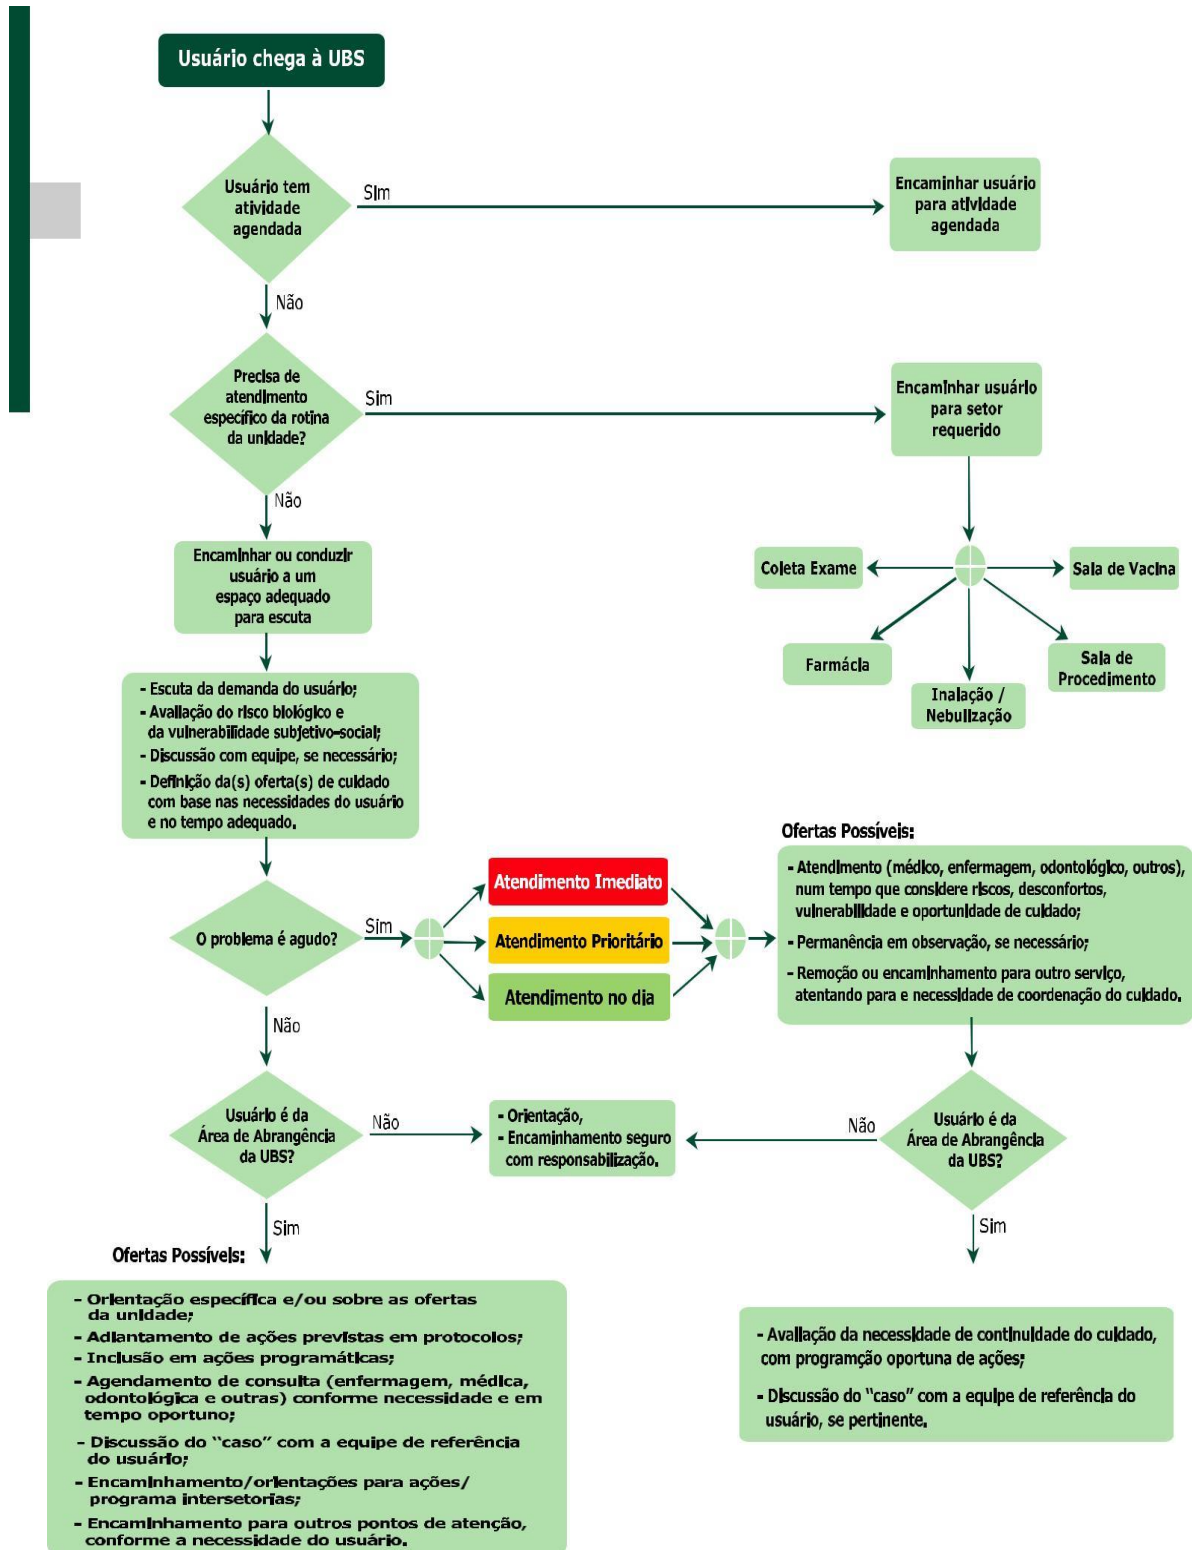 Usuário chega à UBS
Usuário tem
atividade
agendada
Sim
Encaminhar usuário
para atividade
agendada
Não
Precisa de
atendimento
específico da rotina
da unidade?
Sim
Encaminhar usuário
para setor
requerido
Não
Encaminhar ou conduzir
usuário a um
espaço adequado
para escuta
Coleta Exame
Sala de Vacina
Farmácia
Sala de
Procedimento
Inalação /
Nebulização
- Escuta da demanda do usuário;
- Avaliação do risco biológico e
da vulnerabilidade subjetivo-social;
- Discussão com equipe, se necessário;
- Definição da(s) oferta(s) de cuidado
com base nas necessidades do usuário
e no tempo adequado.
O problema é agudo?
Sim
Atendimento Imediato
Atendimento Prioritário
Atendimento no dia
Ofertas Possíveis:
- Atendimento (médico, enfermagem, odontológico, outros),
num tempo que considere riscos, desconfortos,
vulnerabilidade e oportunidade de cuidado;
- Permanência em observação, se necessário;
- Remoção ou encaminhamento para outro serviço,
atentando para e necessidade de coordenação do cuidado.
Não
Usuário é da
Área de Abrangência
da UBS?
Não
- Orientação,
- Encaminhamento seguro
com responsabilização.
Não
Usuário é da
Área de Abrangência
da UBS?
Sim
Sim
Ofertas Possíveis:
- Orientação específica e/ou sobre as ofertas
da unidade;
- Adiantamento de ações previstas em protocolos;
- Inclusão em ações programáticas;
- Agendamento de consulta (enfermagem, médica,
odontológica e outras) conforme necessidade e em
tempo oportuno;
- Discussão do “caso” com a equipe de referência
do usuário;
- Encaminhamento/orientações para ações/
programa intersetorias;
- Encaminhamento para outros pontos de atenção,
conforme a necessidade do usuário.
- Avaliação da necessidade de continuidade do cuidado,
com programção oportuna de ações;
- Discussão do “caso” com a equipe de referência do
usuário, se pertinente.